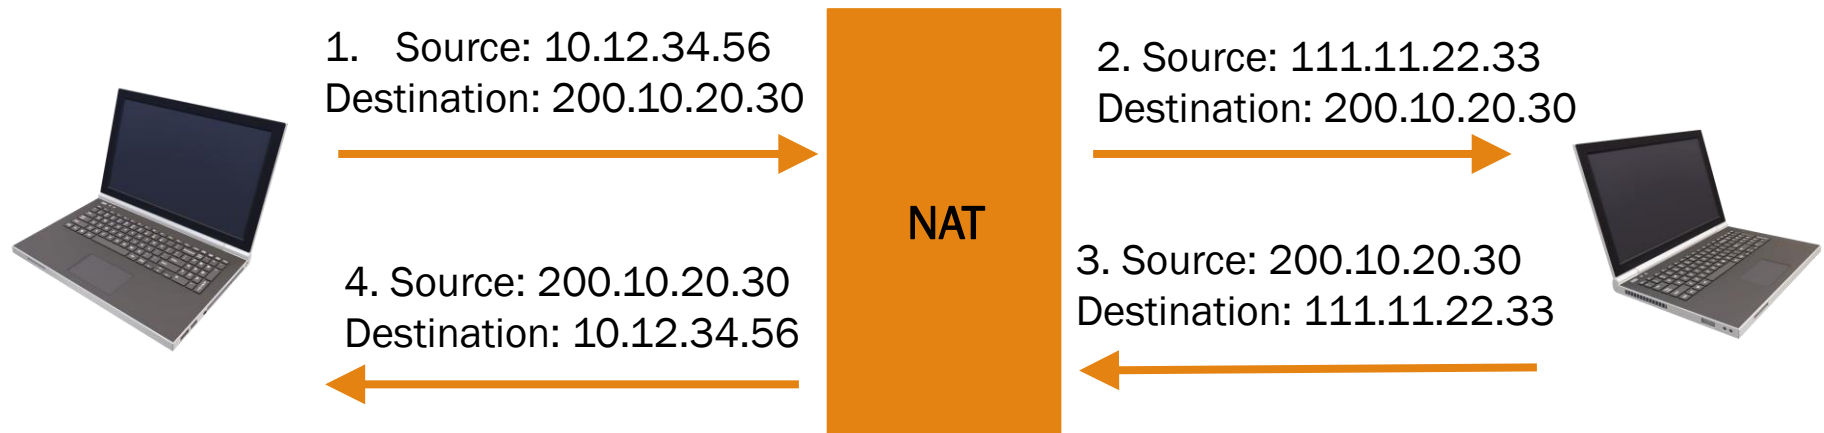 1. Source: 10.12.34.56
Destination: 200.10.20.30
2. Source: 111.11.22.33
Destination: 200.10.20.30
NAT
3. Source: 200.10.20.30
Destination: 111.11.22.33
4. Source: 200.10.20.30
Destination: 10.12.34.56